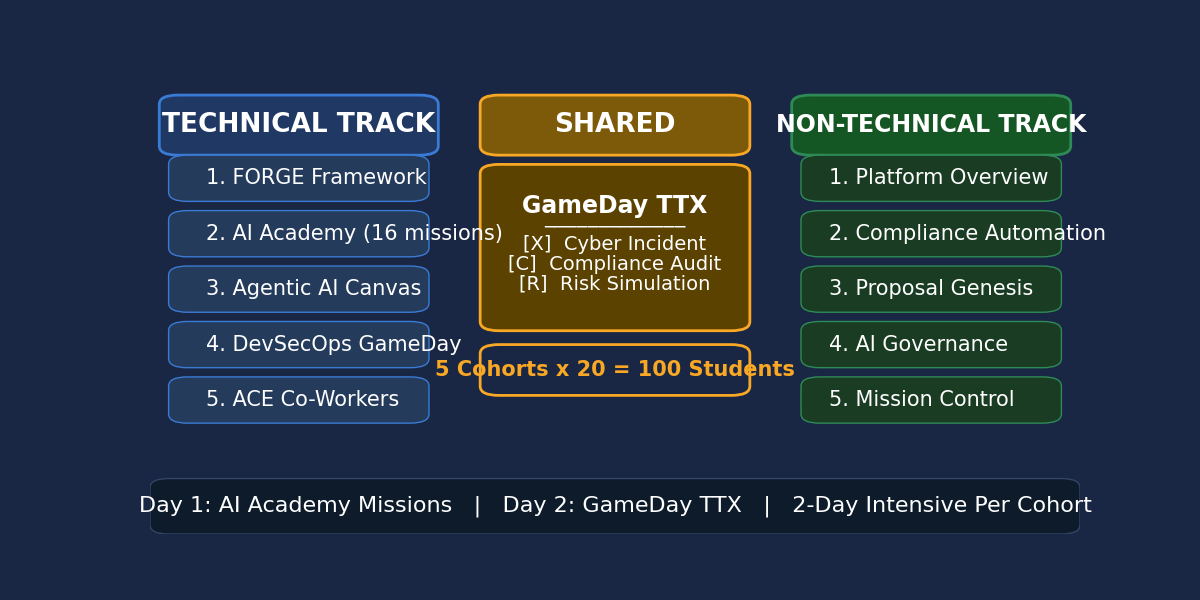 TECHNICAL TRACK
1. FORGE Framework
2. AI Academy (16 missions)
3. Agentic AI Canvas
4. DevSecOps GameDay
5. ACE Co-Workers
SHARED
GameDay TTX
[X]  Cyber Incident
[C]  Compliance Audit
[R]  Risk Simulation
5 Cohorts x 20 = 100 Students
NON-TECHNICAL TRACK
1. Platform Overview
2. Compliance Automation
3. Proposal Genesis
4. AI Governance
5. Mission Control
Day 1: AI Academy Missions   |   Day 2: GameDay TTX   |   2-Day Intensive Per Cohort